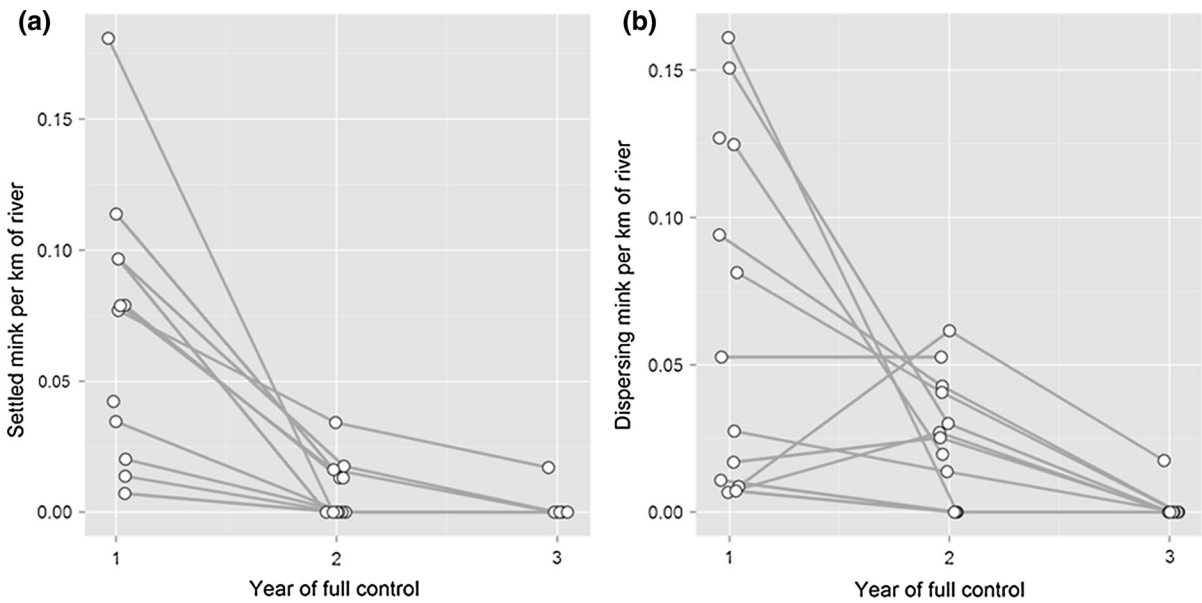 (a)
Settled mink per km of river
0.15
0.10
0.05
0.00
1 2 3
Year of full control
(b)
Dispersing mink per km of river
0.15
0.10
0.05
0.00
1 2 3
Year of full control